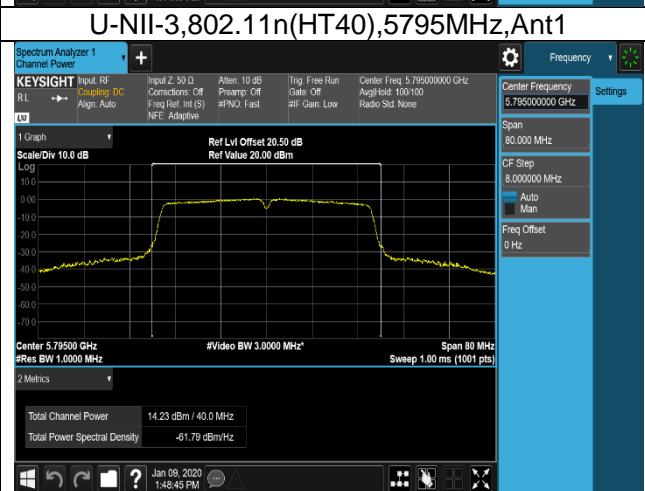 U-NII-3,802.11n(HT40),5795MHz,Ant1
Spectrum Analyzer 1
Channel Power
+
Frequency
KEYSIGHT Input: RF Input Z: 50 Ω Atten: 10 dB Trig: Free Run Center Freq: 5.795000000 GHz
RL Coupling: DC Corrections: Off Preamp: Off Gate: Off Avg|Hold: 100/100
Align: Auto Freq Ref: Int (S) #PNO: Fast #IF Gain: Low Radio Std: None
NFE: Adaptive
Center Frequency
5.795000000 GHz
Settings
Span
80.000 MHz
CF Step
8.000000 MHz
Auto
Man
Freq Offset
0 Hz
1 Graph
Ref Lvl Offset 20.50 dB
Scale/Div 10.0 dB Ref Value 20.00 dBm
Log
10.0
0.00
-10.0
-20.0
-30.0
-40.0
-50.0
-60.0
-70.0
Center 5.79500 GHz #Video BW 3.0000 MHz* Span 80 MHz
#Res BW 1.0000 MHz Sweep 1.00 ms (1001 pts)
2 Metrics
Total Channel Power 14.23 dBm / 40.0 MHz
Total Power Spectral Density -61.79 dBm/Hz
? Jan 09, 2020
1:48:45 PM